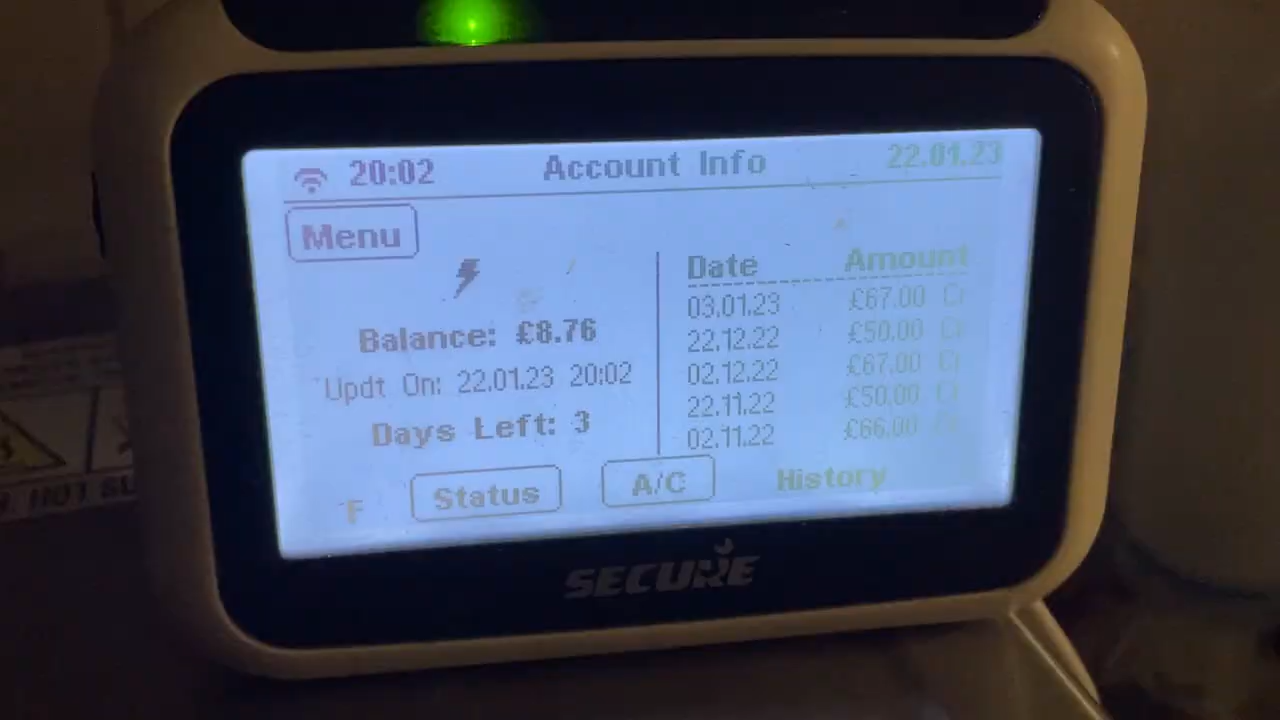 20:02 Account Info 22.01.23
Menu
Balance: £8.76
Updt On: 22.01.23 20:02
Days Left: 3
Date Amount
03.01.23 £67.00 Cr
22.12.22 £50.00 Cr
02.12.22 £67.00 Cr
22.11.22 £50.00 Cr
02.11.22 £66.00 Cr
F Status A/C History
SECURE
HOT SU